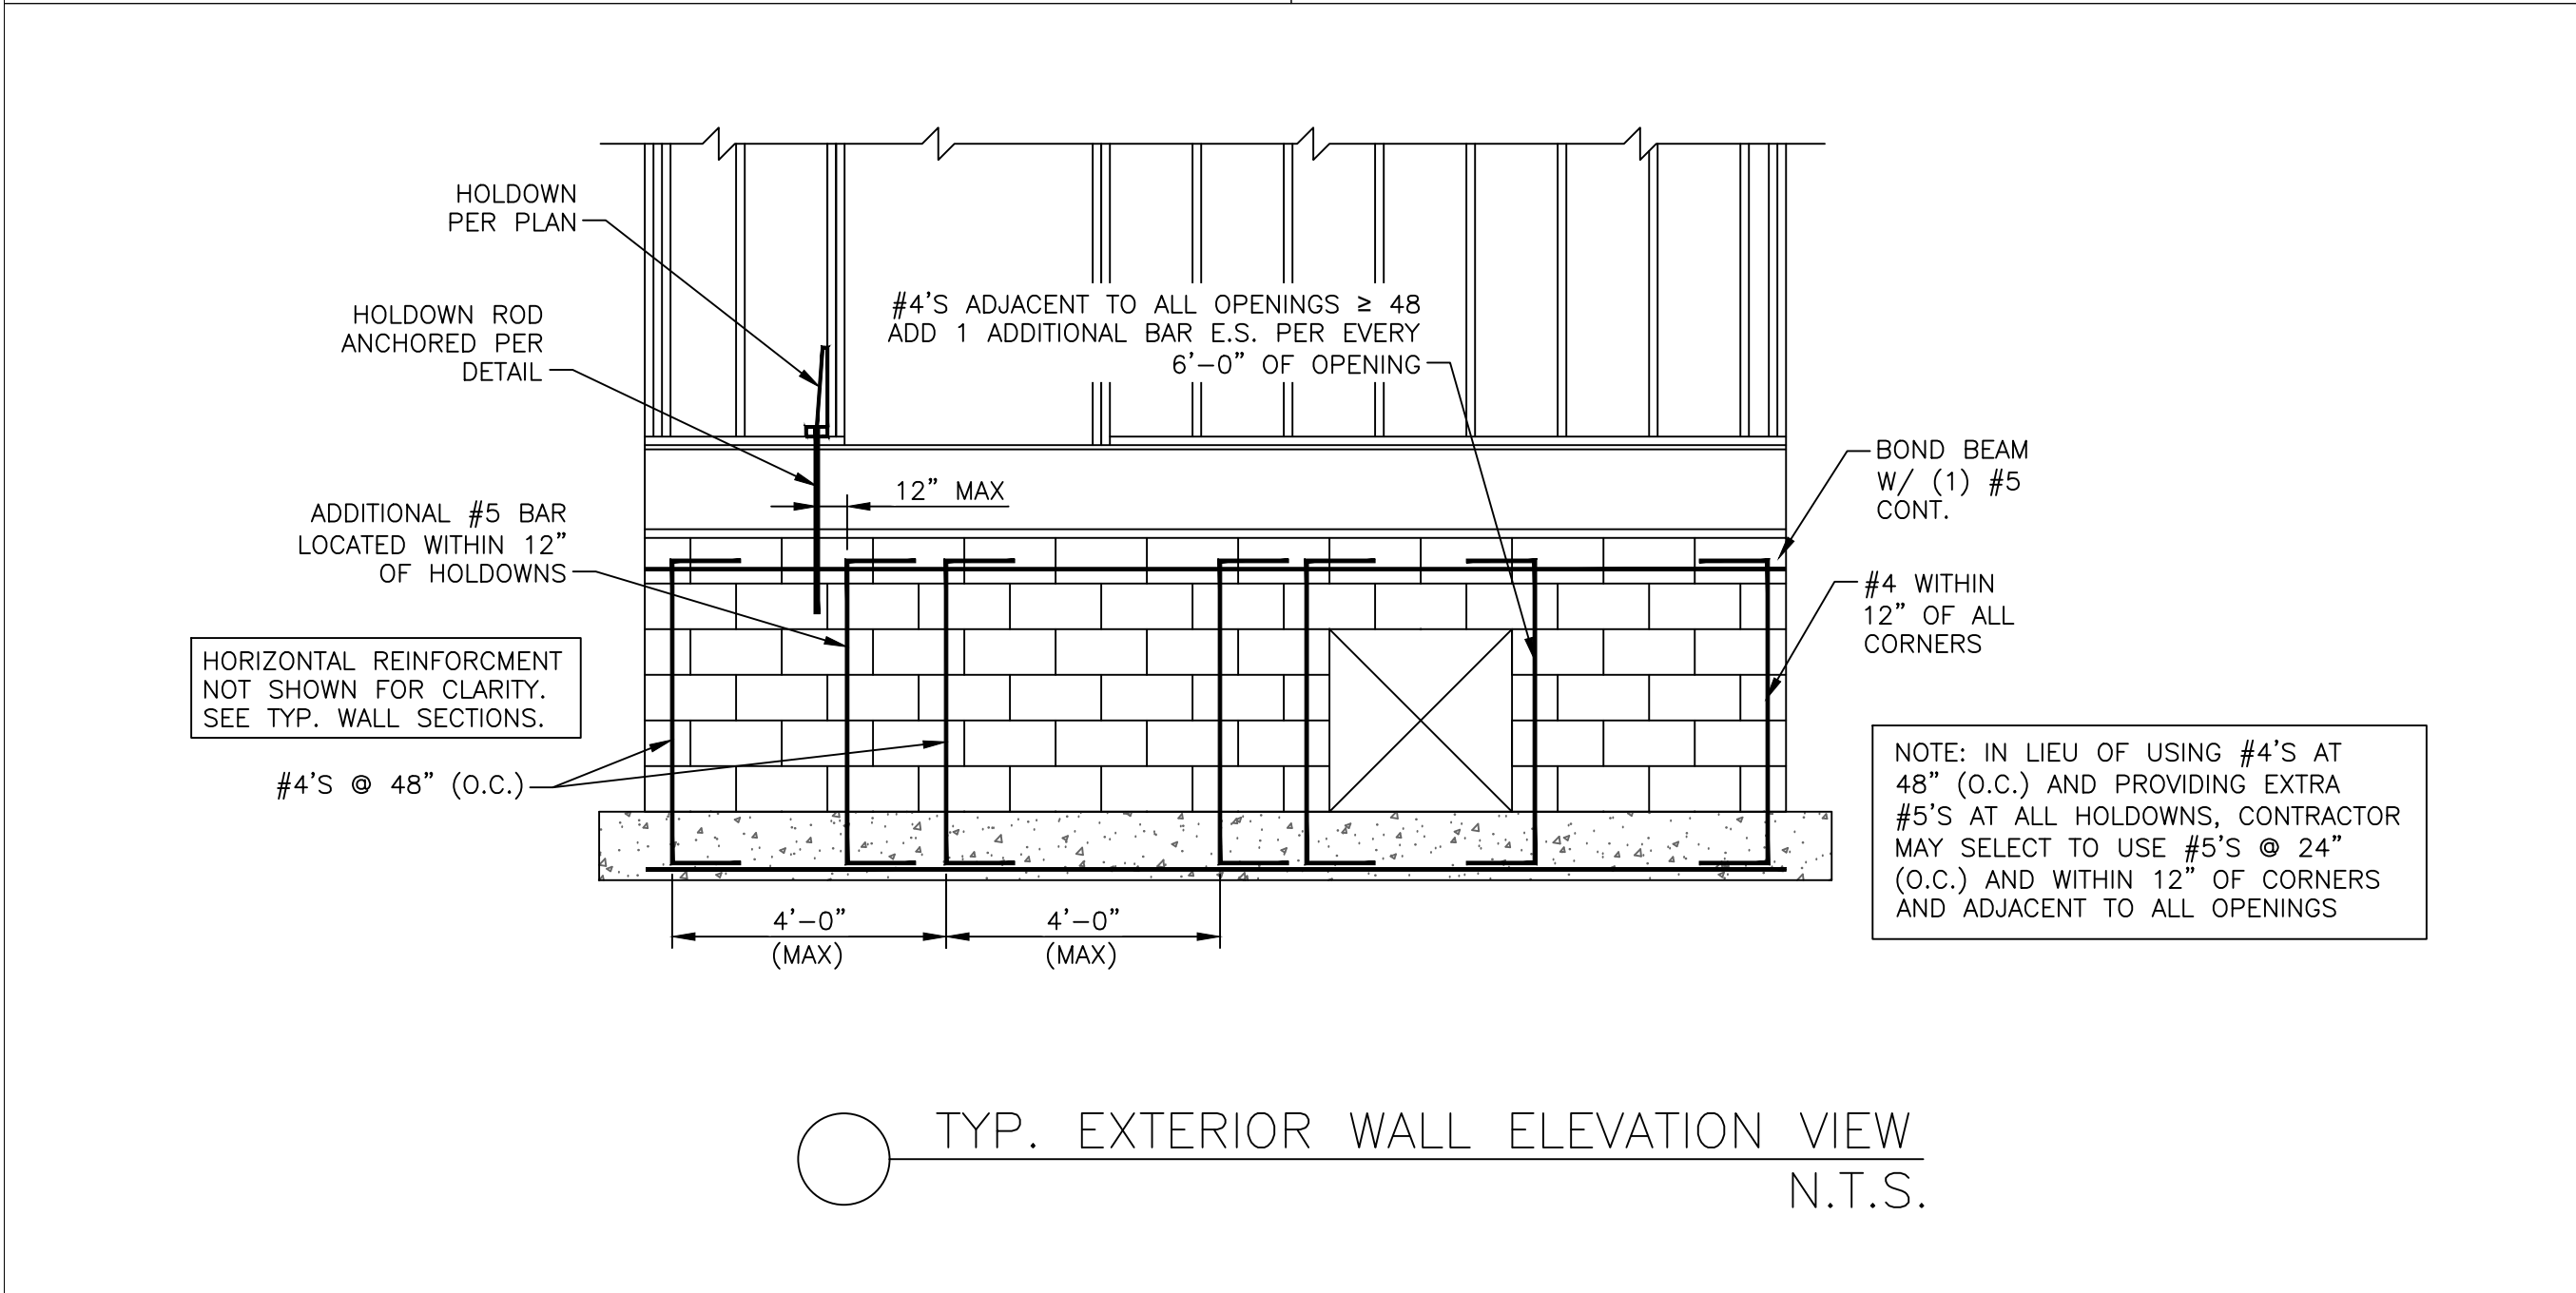 HOLDOWN
PER PLAN
HOLDOWN ROD
ANCHORED PER
DETAIL
#4'S ADJACENT TO ALL OPENINGS ≥ 48
ADD 1 ADDITIONAL BAR E.S. PER EVERY
6'-0" OF OPENING
12" MAX
ADDITIONAL #5 BAR
LOCATED WITHIN 12"
OF HOLDOWNS
BOND BEAM
W/ (1) #5
CONT.
#4 WITHIN
12" OF ALL
CORNERS
HORIZONTAL REINFORCMENT
NOT SHOWN FOR CLARITY.
SEE TYP. WALL SECTIONS.
#4'S @ 48" (O.C.)
NOTE: IN LIEU OF USING #4'S AT
48" (O.C.) AND PROVIDING EXTRA
#5'S AT ALL HOLDOWNS, CONTRACTOR
MAY SELECT TO USE #5'S @ 24"
(O.C.) AND WITHIN 12" OF CORNERS
AND ADJACENT TO ALL OPENINGS
4'-0"
(MAX)
4'-0"
(MAX)
TYP. EXTERIOR WALL ELEVATION VIEW
N.T.S.